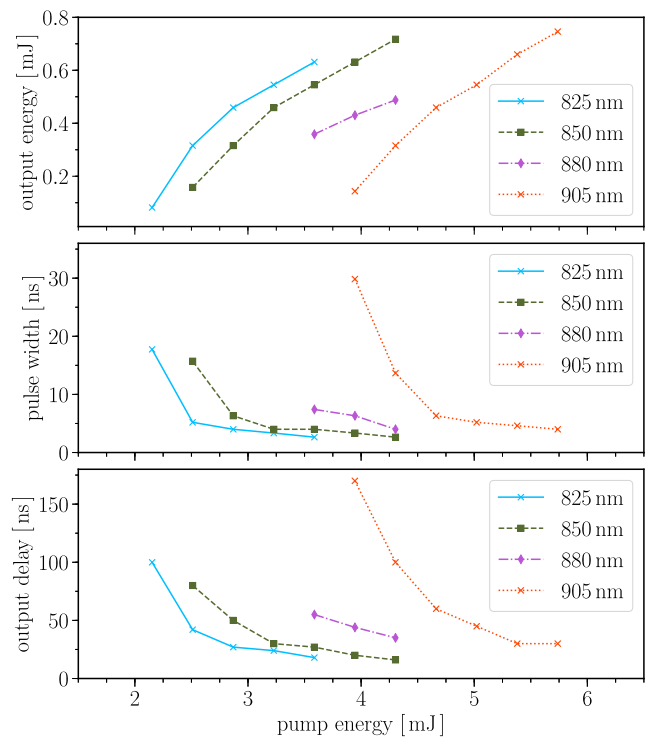 output energy [mJ]
0.8
0.6
0.4
0.2
825 nm
850 nm
880 nm
905 nm
pulse width [ns]
30
20
10
0
825 nm
850 nm
880 nm
905 nm
output delay [ns]
150
100
50
0
825 nm
850 nm
880 nm
905 nm
2 3 4 5 6
pump energy [mJ]